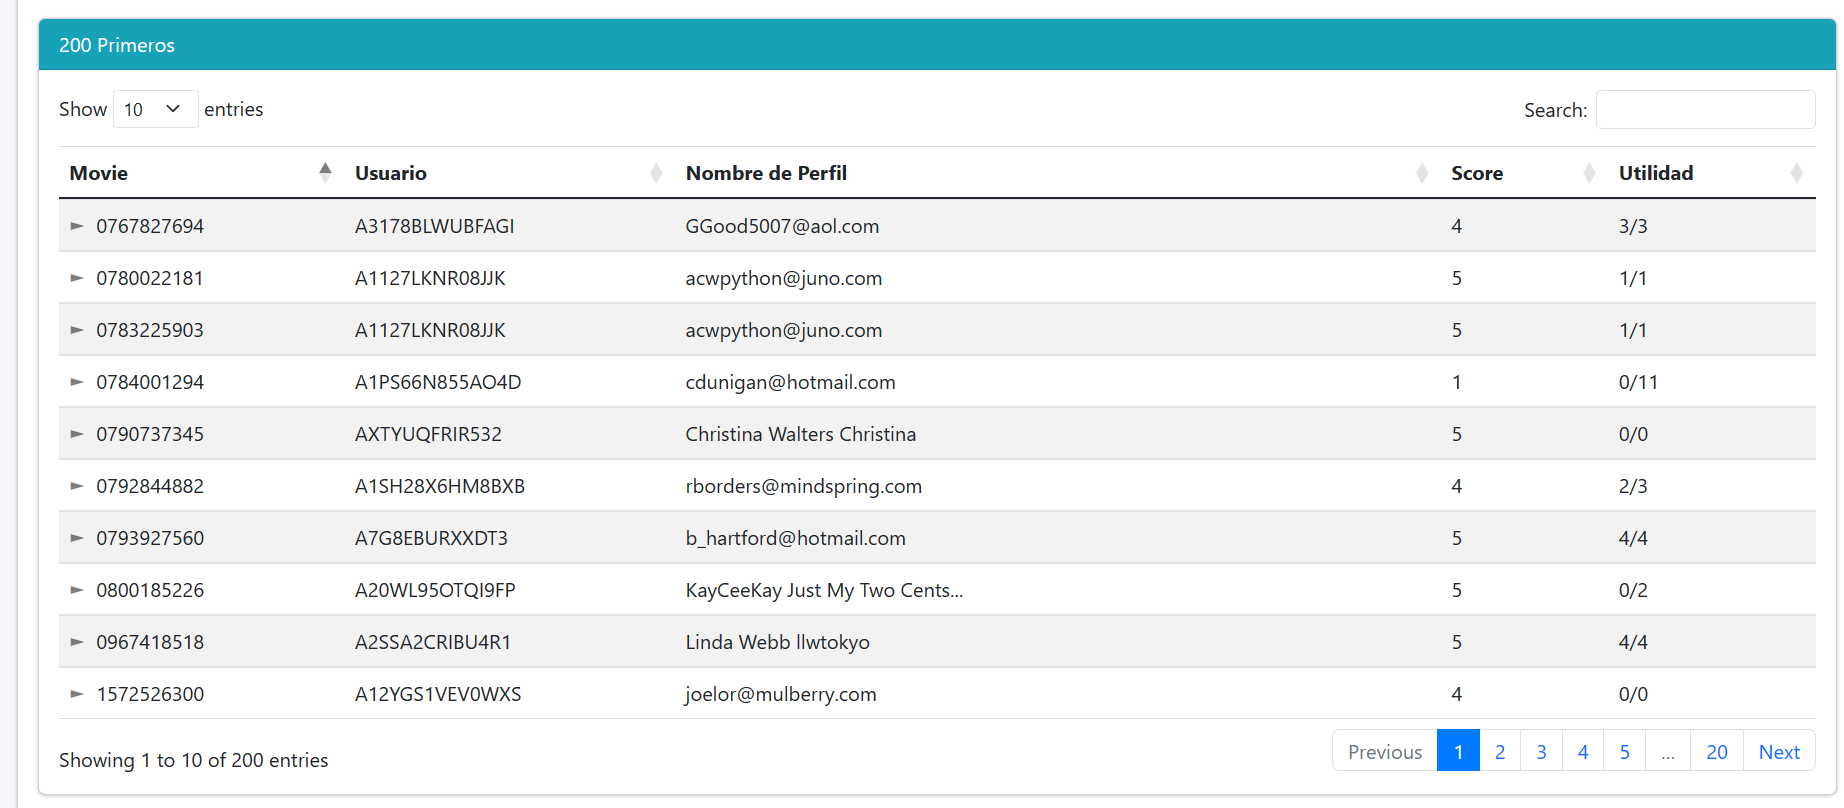 200 Primeros
Show 10 entries
Search:
Movie Usuario Nombre de Perfil Score Utilidad
0767827694 A3178BLWUBFAGI GGood5007@aol.com 4 3/3
0780022181 A1127LKNR08JJK acwpython@juno.com 5 1/1
0783225903 A1127LKNR08JJK acwpython@juno.com 5 1/1
0784001294 A1PS66N855AO4D cdunigan@hotmail.com 1 0/11
0790737345 AXTYUQFRIR532 Christina Walters Christina 5 0/0
0792844882 A1SH28X6HM8BXB rborders@mindspring.com 4 2/3
0793927560 A7G8EBURXXDT3 b_hartford@hotmail.com 5 4/4
0800185226 A20WL95OTQI9FP KayCeeKay Just My Two Cents... 5 0/2
0967418518 A2SSA2CRIBU4R1 Linda Webb llwtokyo 5 4/4
1572526300 A12YGS1VEV0WXS joelor@mulberry.com 4 0/0
Showing 1 to 10 of 200 entries
Previous 1 2 3 4 5 ... 20 Next